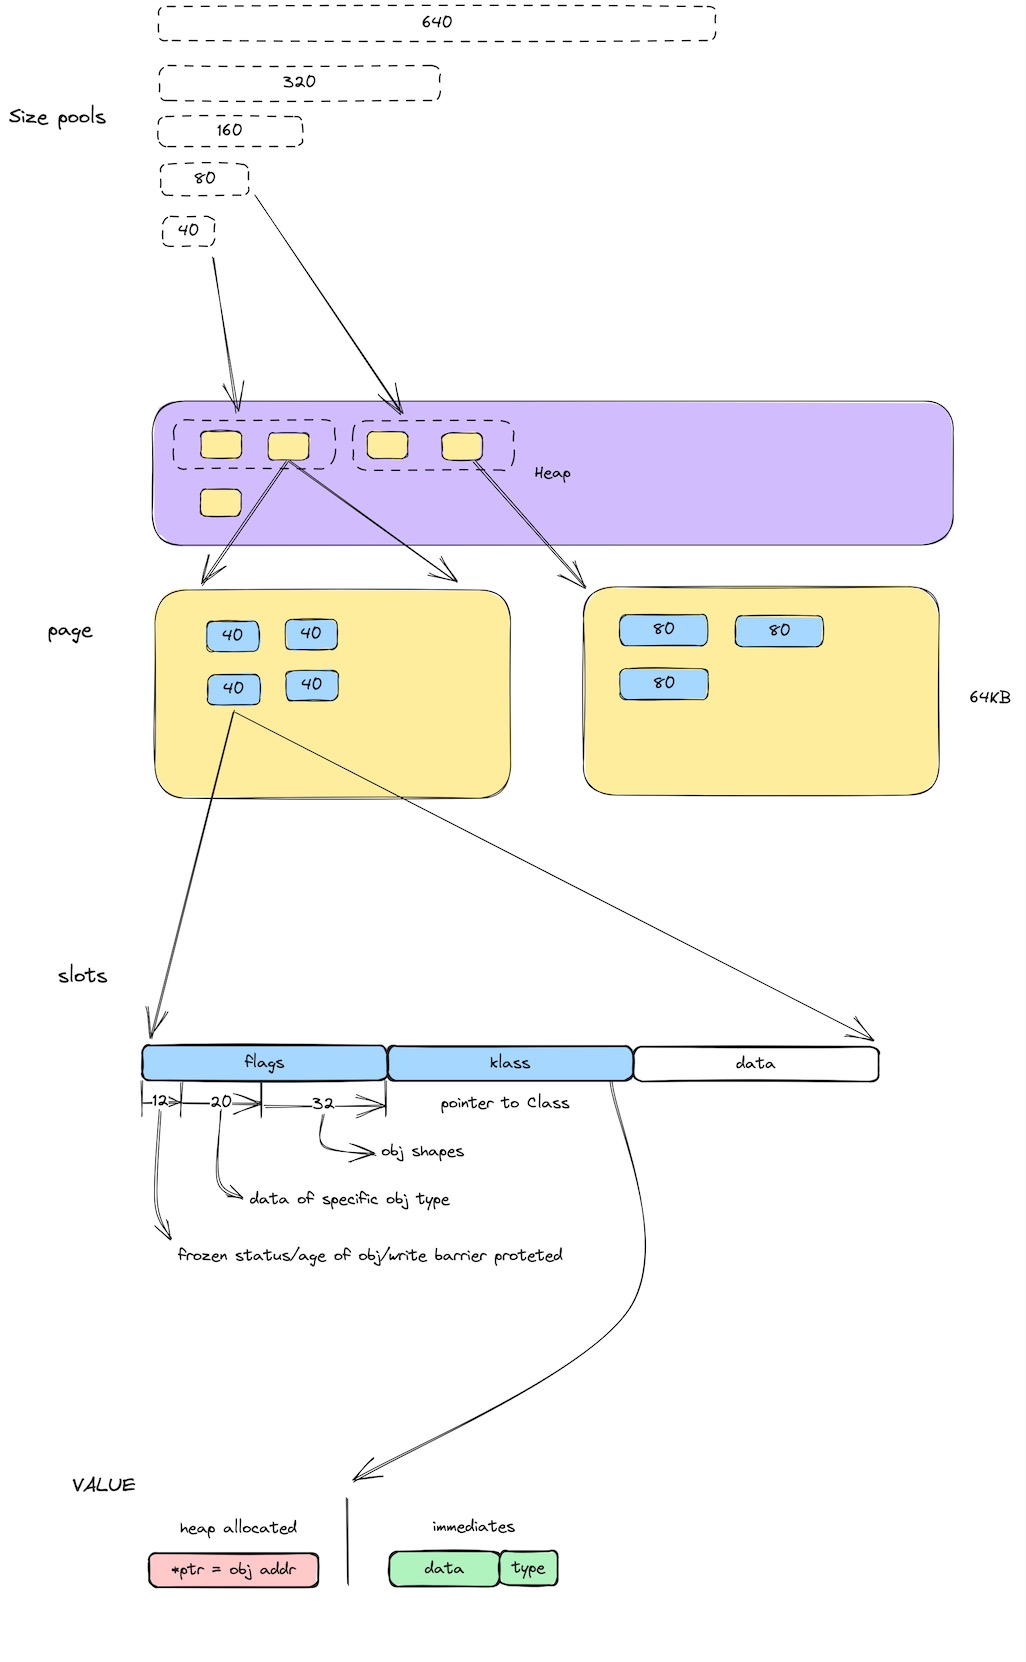 640
320
Size pools
160
80
40
Heap
page
40
40
80
80
40
40
80
64KB
slots
flags
klass
data
12
20
32
pointer to Class
obj shapes
data of specific obj type
frozen status/age of obj/write barrier proteted
VALUE
heap allocated
immediates
*ptr = obj addr
data
type